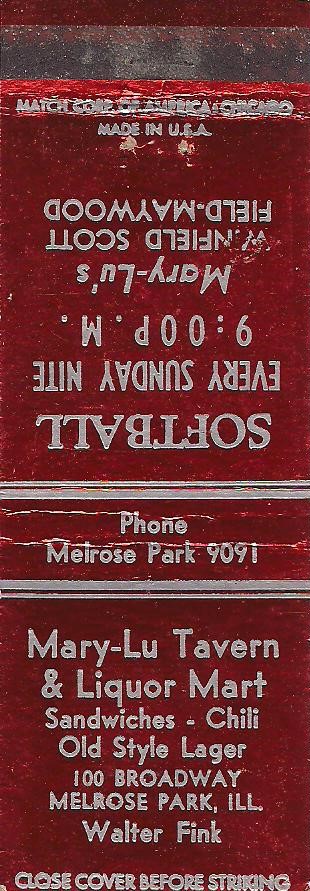 MATCH CORP. OF AMERICA, CHICAGO
MADE IN U.S.A.
SOFTBALL
EVERY SUNDAY NITE
9:00 P.M.
Mary-Lu's
WINFIELD SCOTT
FIELD-MAYWOOD
Phone
Melrose Park 9091
Mary-Lu Tavern
& Liquor Mart
Sandwiches - Chili
Old Style Lager
100 BROADWAY
MELROSE PARK, ILL.
Walter Fink
CLOSE COVER BEFORE STRIKING